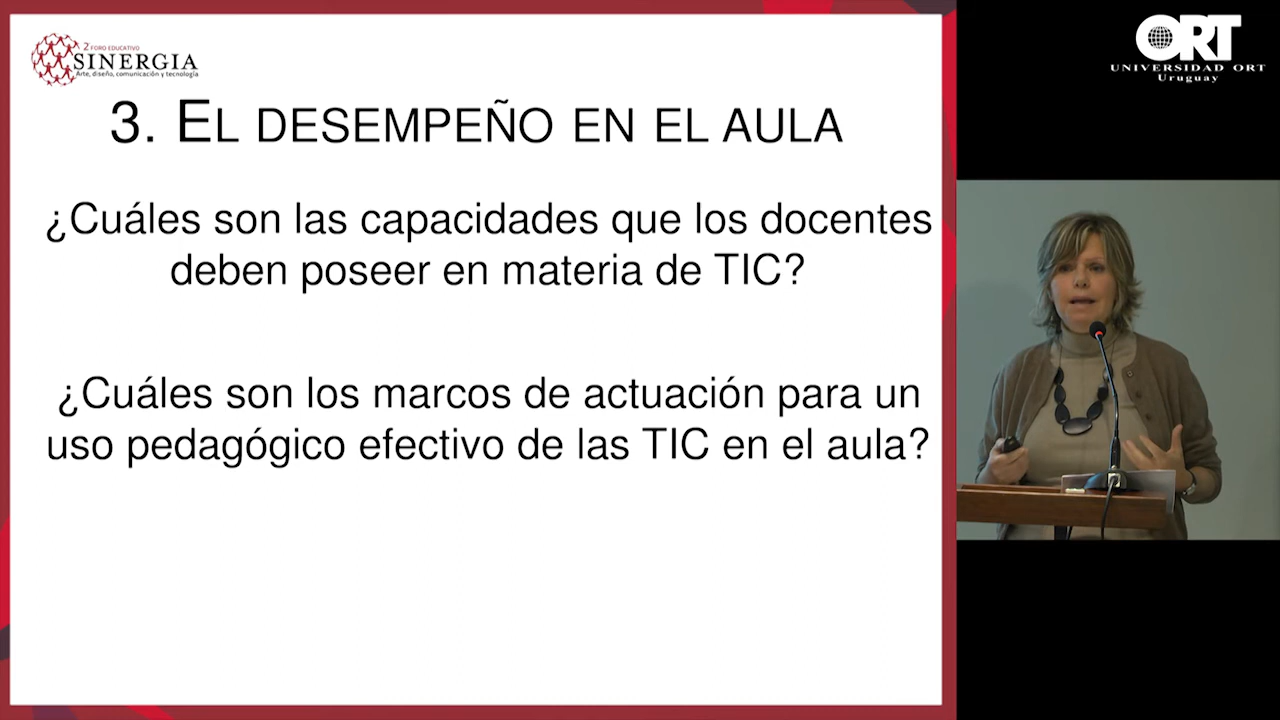 2 FORO EDUCATIVO
SINERGIA
Arte, diseño, comunicación y tecnología
3. EL DESEMPEÑO EN EL AULA
¿Cuáles son las capacidades que los docentes
deben poseer en materia de TIC?
¿Cuáles son los marcos de actuación para un
uso pedagógico efectivo de las TIC en el aula?
ORT
UNIVERSIDAD ORT
Uruguay